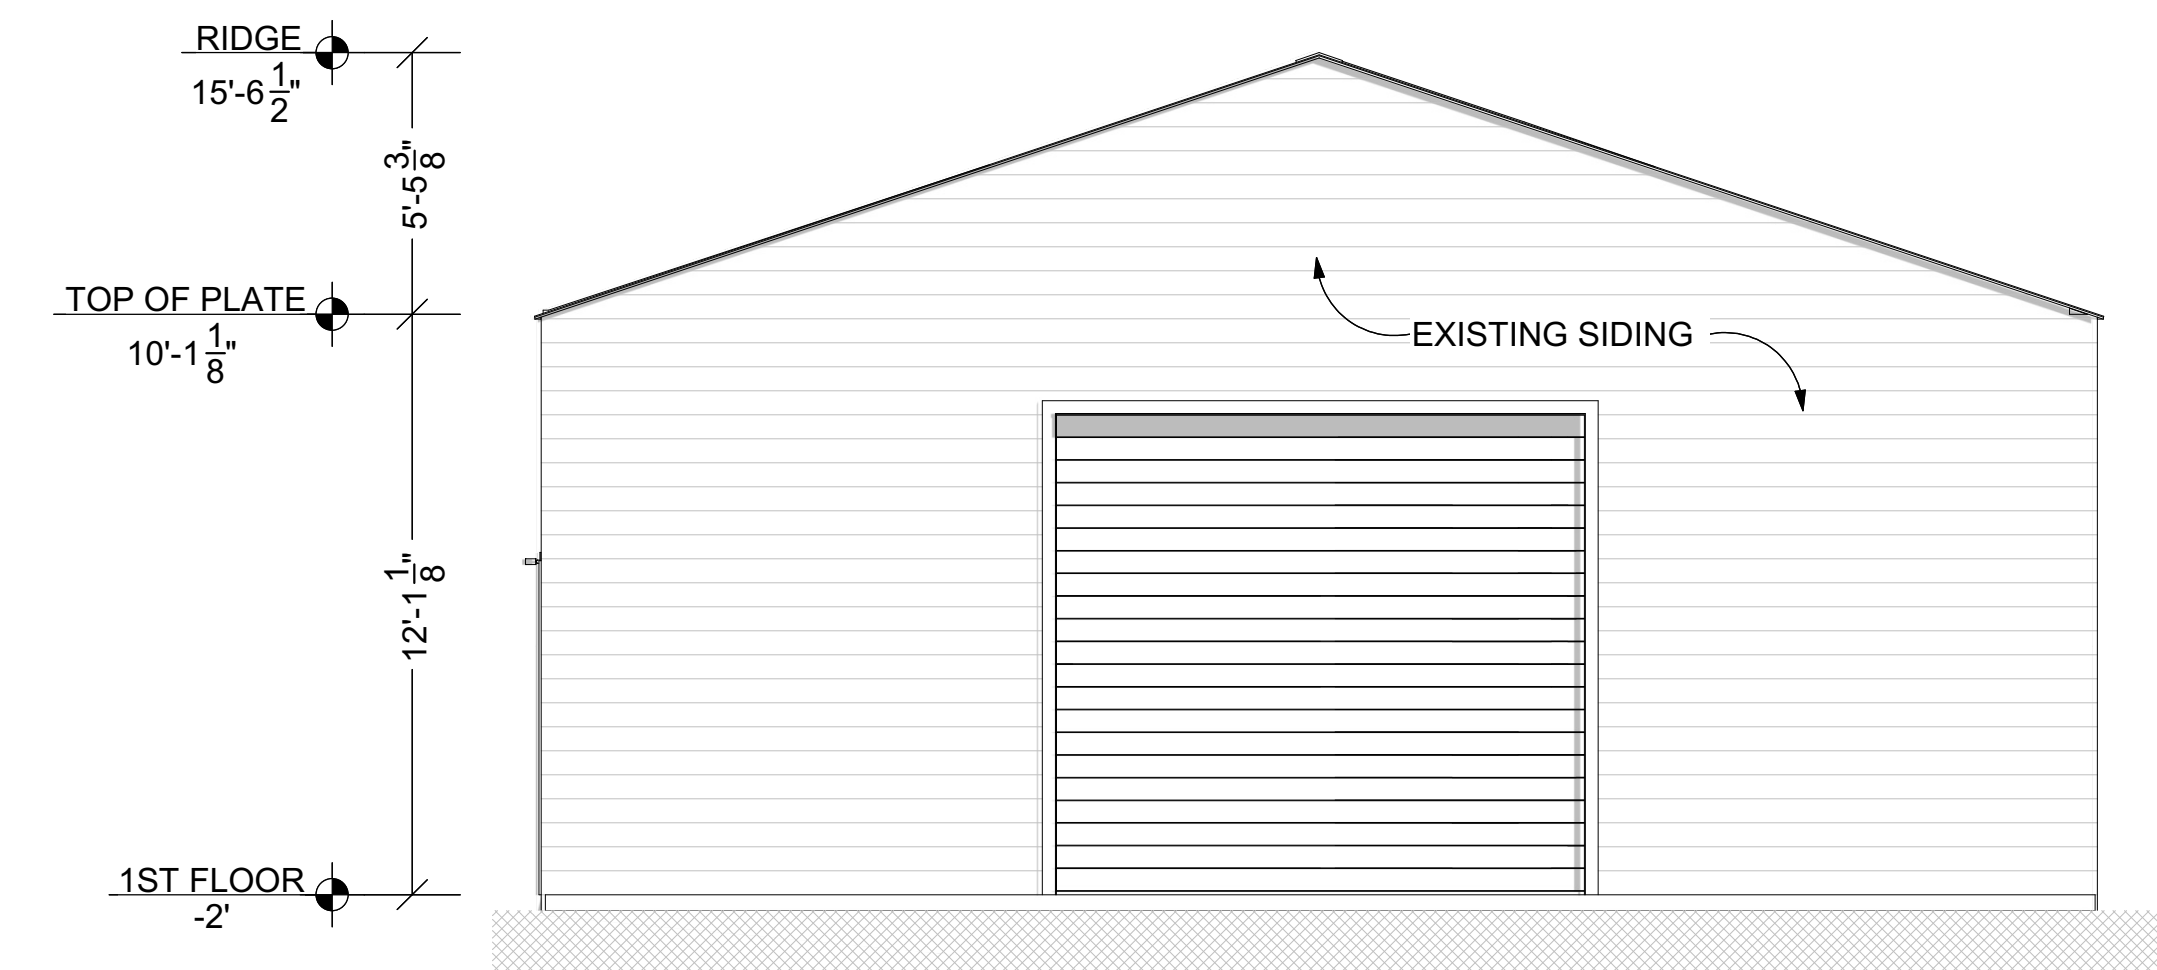 RIDGE
15'-6 1/2"
5'-5 3/8"
TOP OF PLATE
10'-1 1/8"
EXISTING SIDING
12'-1 1/8"
1ST FLOOR
-2'